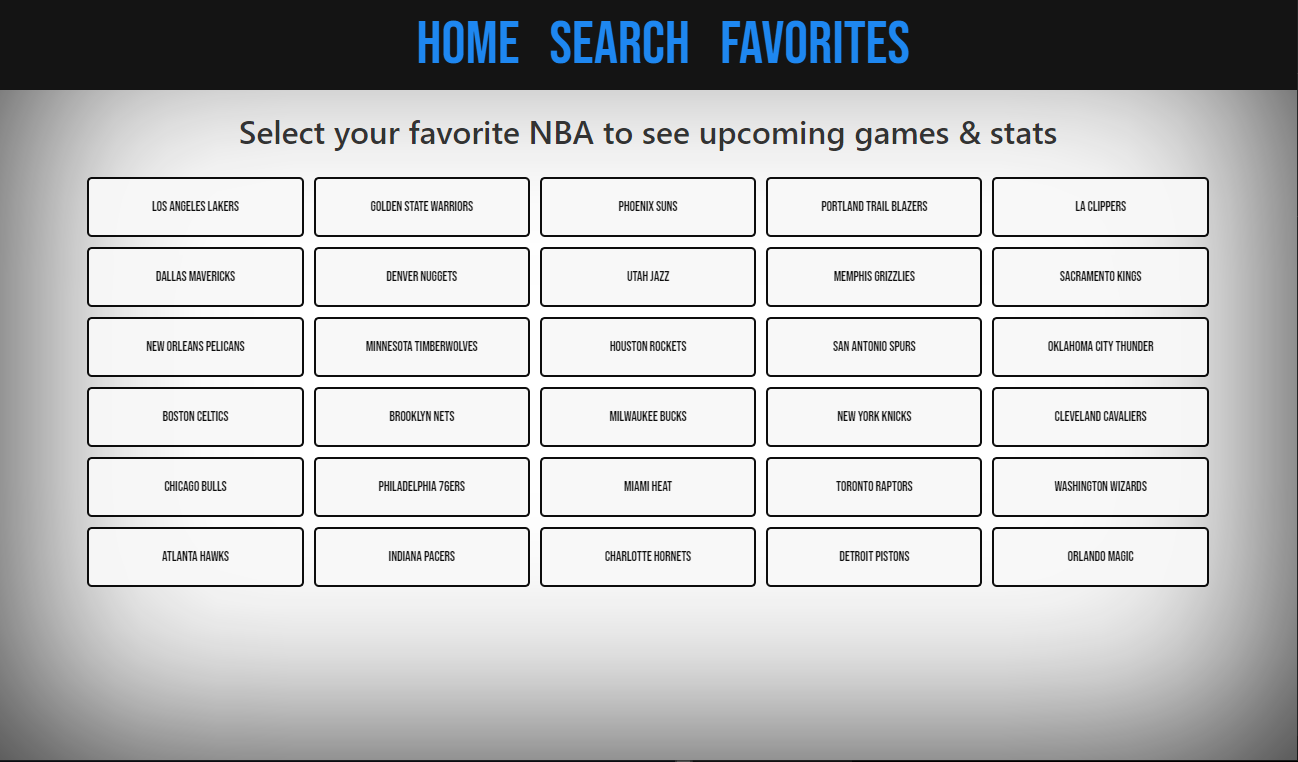 HOME SEARCH FAVORITES
Select your favorite NBA to see upcoming games & stats
LOS ANGELES LAKERS GOLDEN STATE WARRIORS PHOENIX SUNS PORTLAND TRAIL BLAZERS LA CLIPPERS
DALLAS MAVERICKS DENVER NUGGETS UTAH JAZZ MEMPHIS GRIZZLIES SACRAMENTO KINGS
NEW ORLEANS PELICANS MINNESOTA TIMBERWOLVES HOUSTON ROCKETS SAN ANTONIO SPURS OKLAHOMA CITY THUNDER
BOSTON CELTICS BROOKLYN NETS MILWAUKEE BUCKS NEW YORK KNICKS CLEVELAND CAVALIERS
CHICAGO BULLS PHILADELPHIA 7GERS MIAMI HEAT TORONTO RAPTORS WASHINGTON WIZARDS
ATLANTA HAWKS INDIANA PACERS CHARLOTTE HORNETS DETROIT PISTONS ORLANDO MAGIC